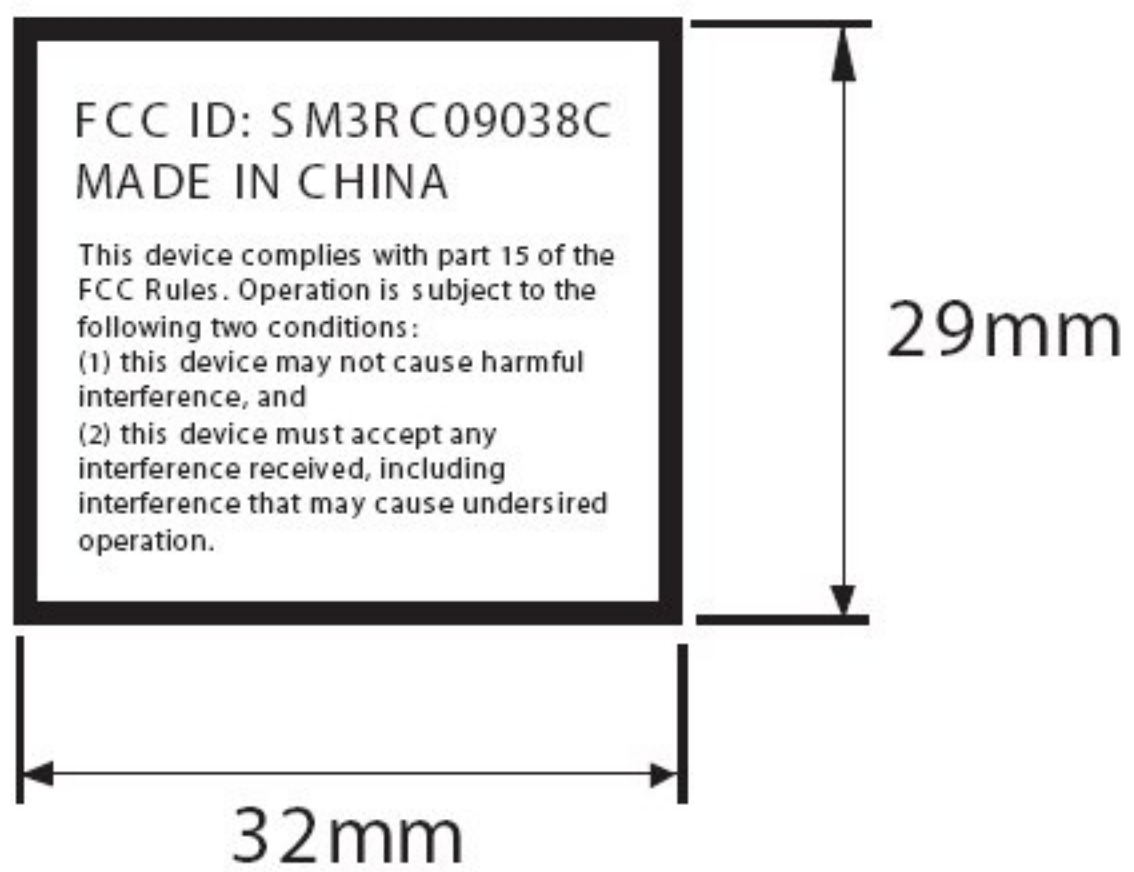 FCC ID: SM3RC09038C
MADE IN CHINA
This device complies with part 15 of the
FCC Rules. Operation is subject to the
following two conditions:
(1) this device may not cause harmful
interference, and
(2) this device must accept any
interference received, including
interference that may cause undersired
operation.
29mm
32mm